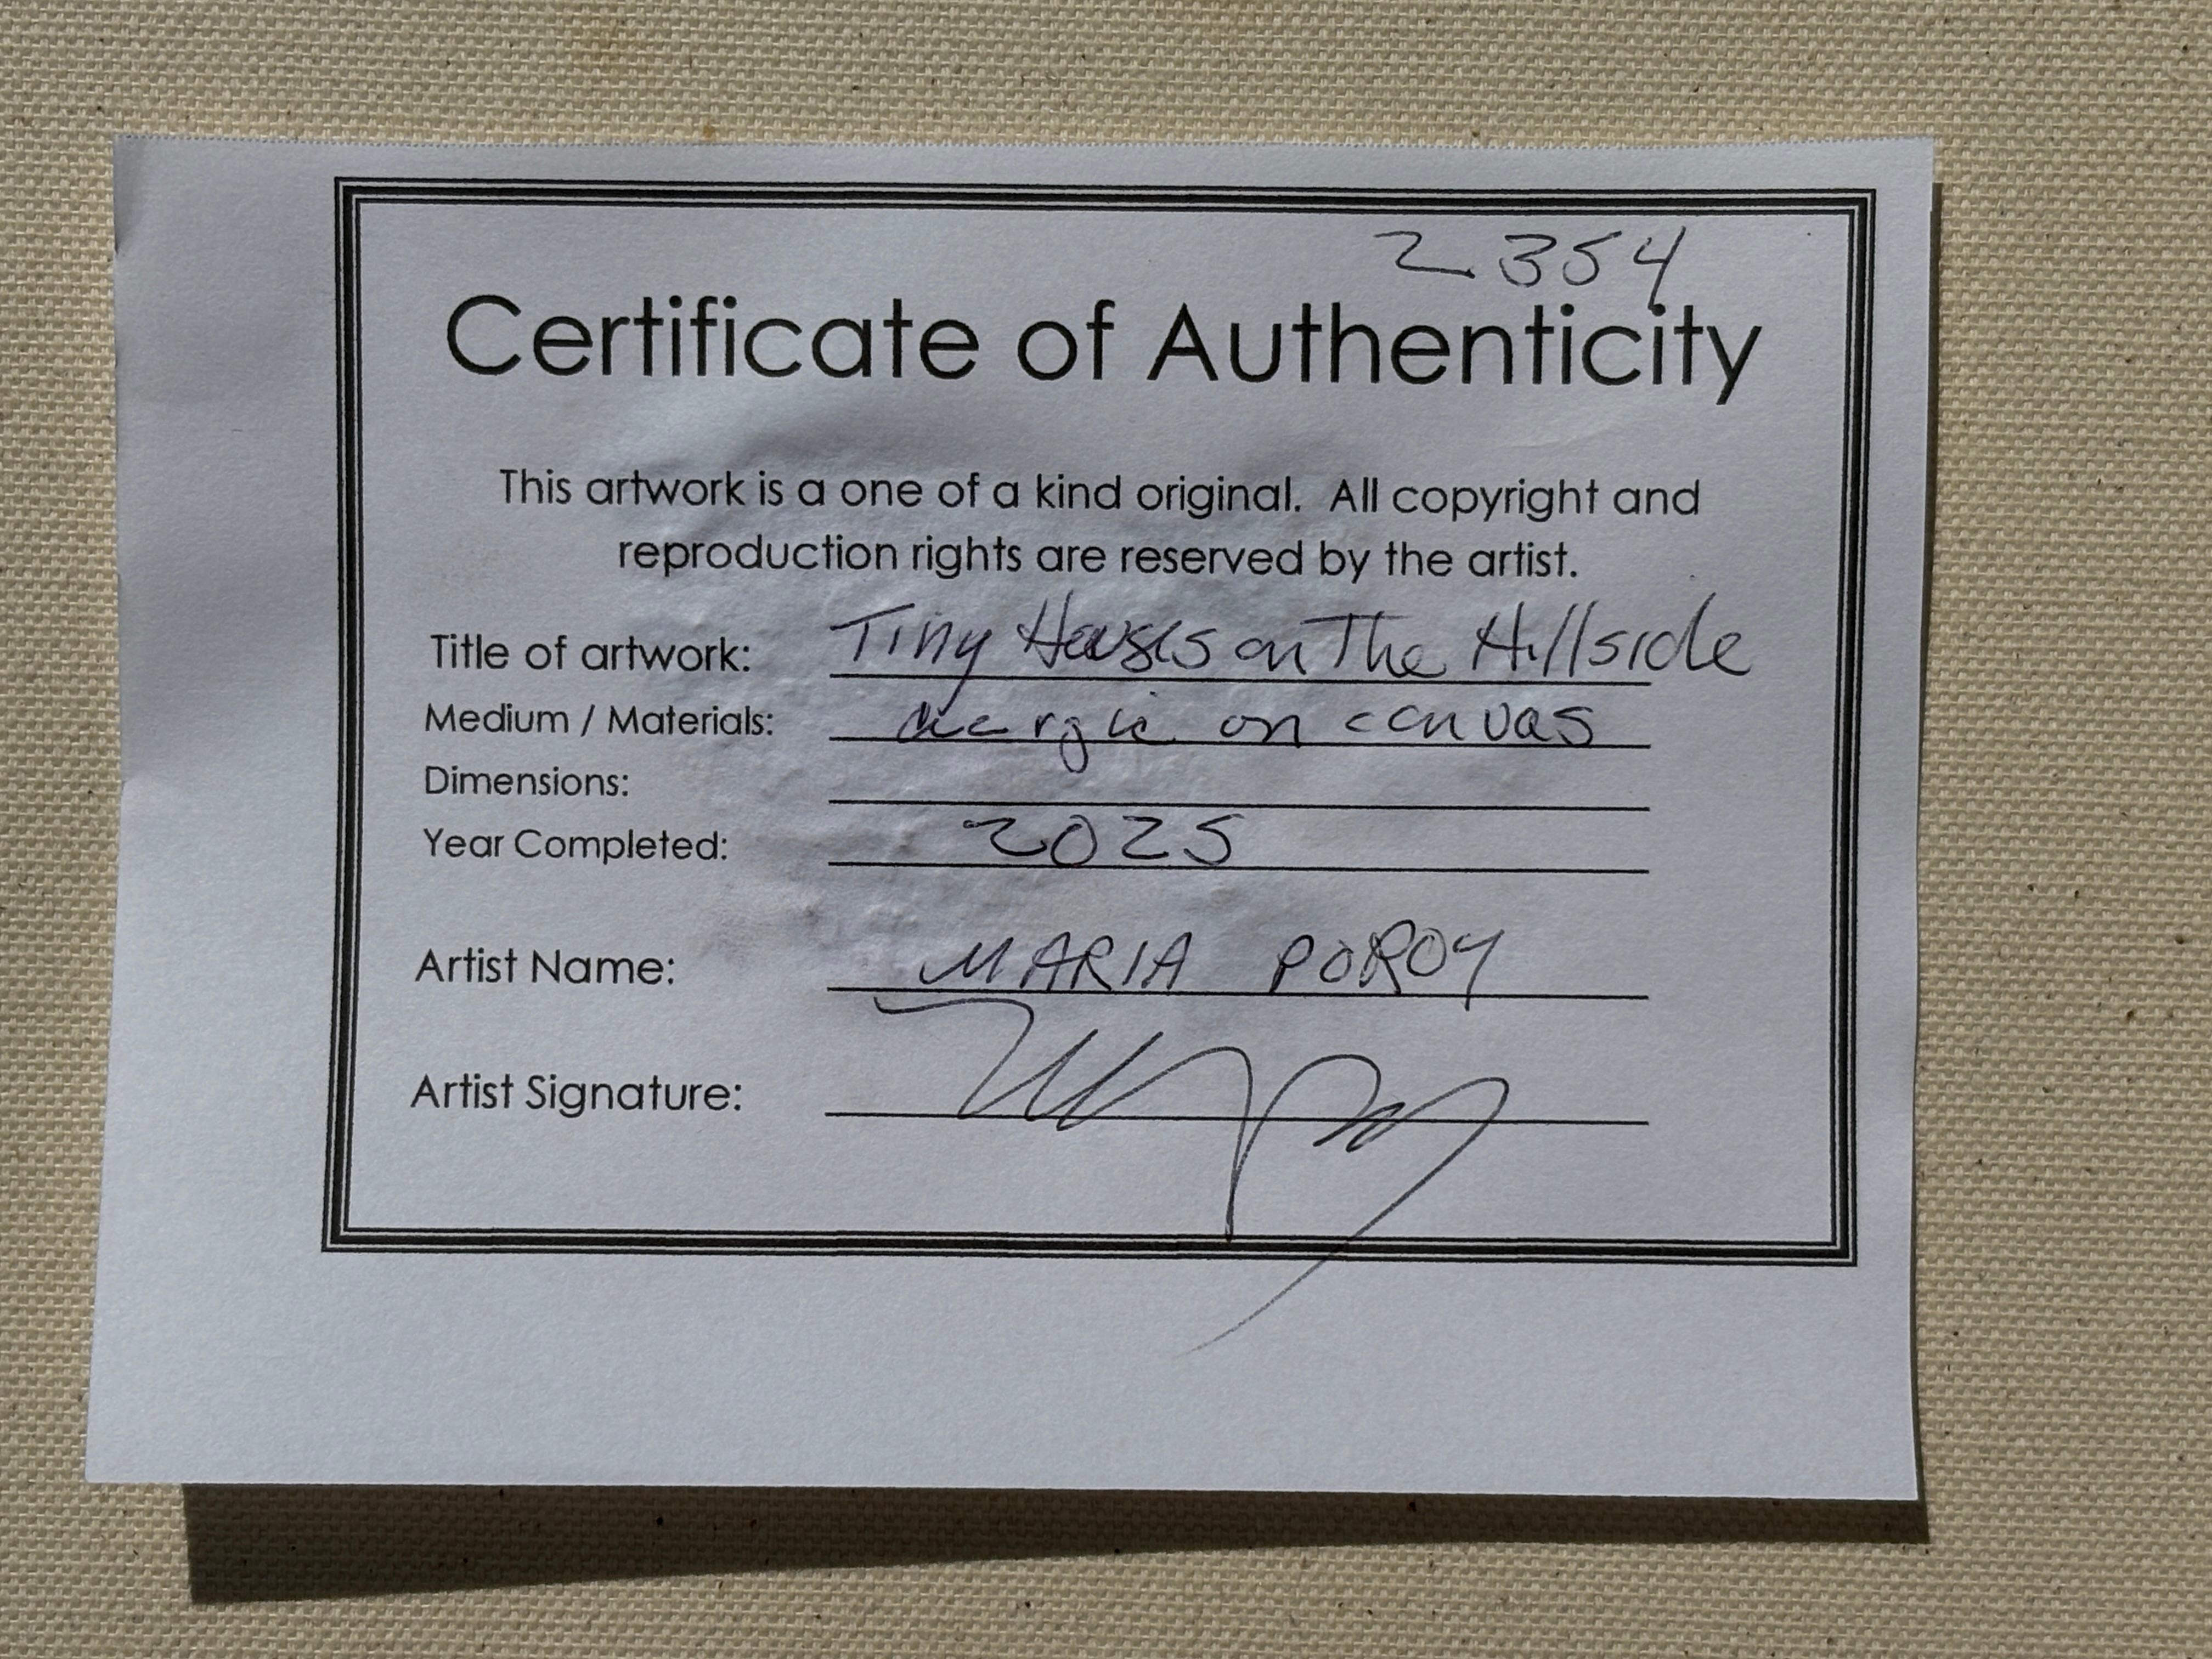 2354
Certificate of Authenticity
This artwork is a one of a kind original. All copyright and
reproduction rights are reserved by the artist.
Title of artwork: Tiny Houses on The Hillside
Medium / Materials: on canvas
Dimensions:
Year Completed: 2025
Artist Name: MARIA POROY
Artist Signature: